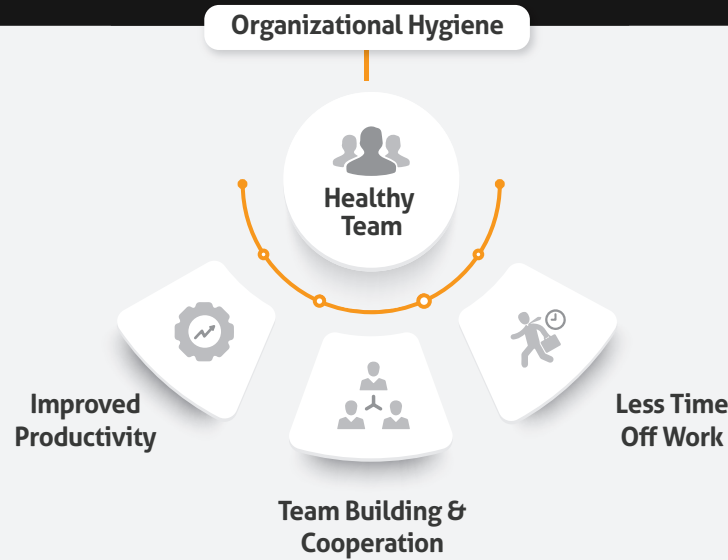 Organizational Hygiene
Healthy
Team
Improved
Productivity
Less Time
Off Work
Team Building &
Cooperation